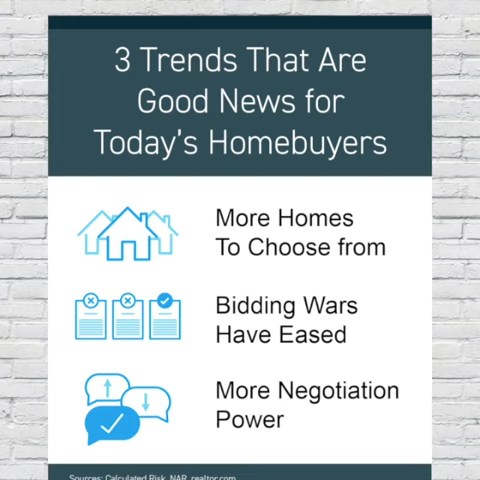 3 Trends That Are
Good News for
Today's Homebuyers
More Homes
To Choose from
Bidding Wars
Have Eased
More Negotiation
Power
Sources: Calculated Risk, NAR, realtor.com